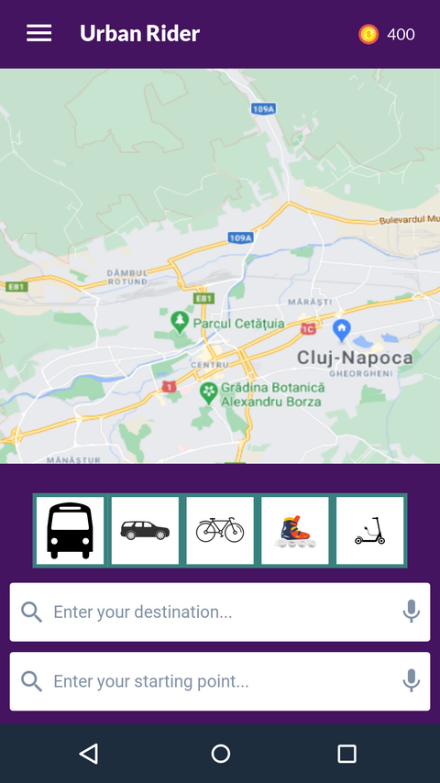 Urban Rider
400
109A
Bulevardul Mu
109A
DÂMBUL
ROTUND
E81
E81
MĂRĂȘTI
Parcul Cetățuia
1C
Cluj-Napoca
CENTRU
GHEORGHENI
1
Grădina Botanică
Alexandru Borza
MĂNĂȘTUR
Enter your destination...
Enter your starting point...